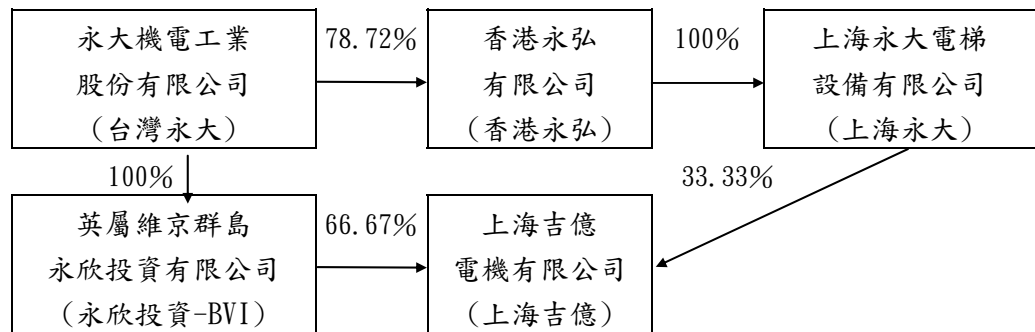 永大機電工業
股份有限公司
(台灣永大)
78.72%
香港永弘
有限公司
(香港永弘)
100%
上海永大電梯
設備有限公司
(上海永大)
100%
33.33%
英屬維京群島
永欣投資有限公司
(永欣投資-BVI)
66.67%
上海吉億
電機有限公司
(上海吉億)